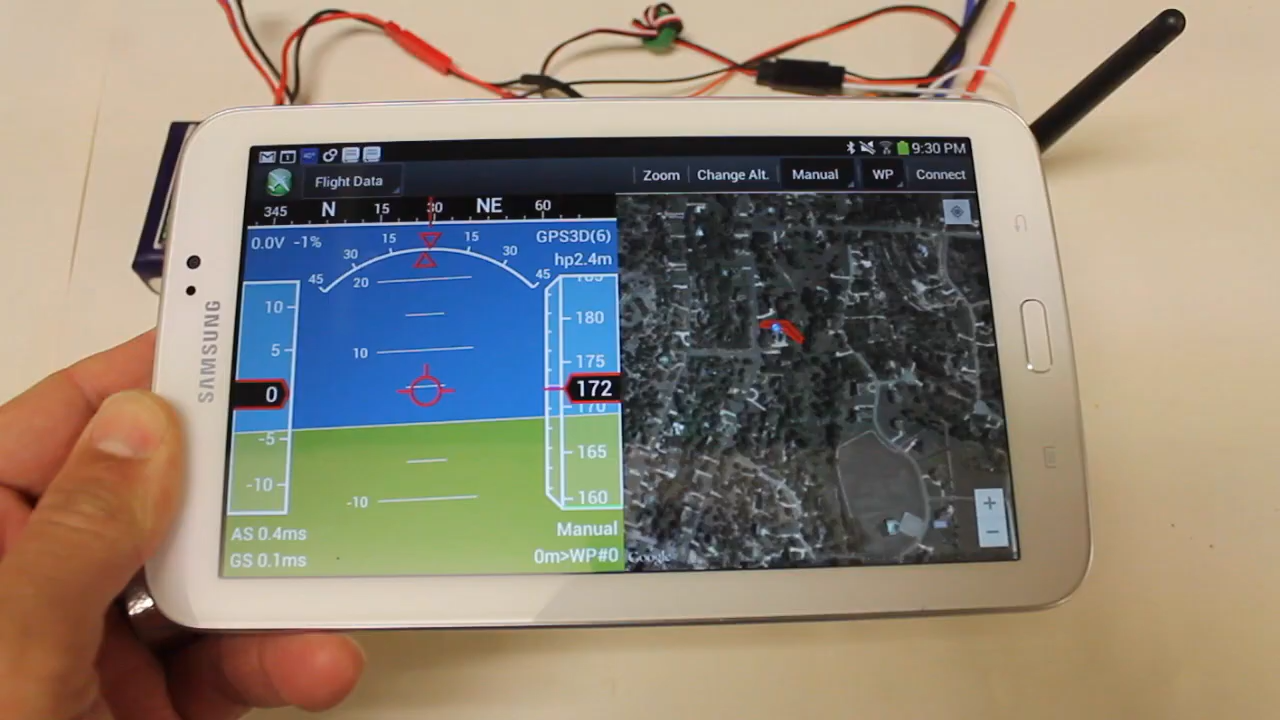 SAMSUNG
9:30 PM
Flight Data
Zoom
Change Alt.
Manual
WP
Connect
345 N 15 30 NE 60
0.0V -1%
GPS3D(6)
hp2.4m
45 30 15 15 30 45
20
10
-10
10
5
0
-5
-10
185
180
175
172
170
165
160
AS 0.4ms
GS 0.1ms
Manual
0m>WP#0
+
−
Google